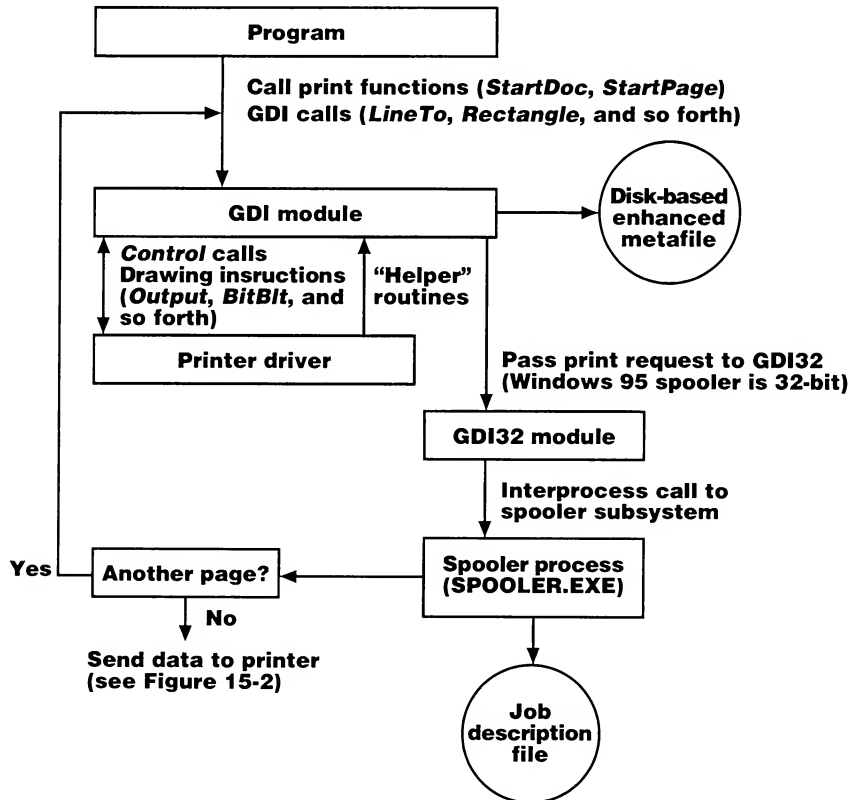 Program
Call print functions (StartDoc, StartPage)
GDI calls (LineTo, Rectangle, and so forth)
GDI module
Disk-based
enhanced
metafile
Control calls
Drawing insructions
(Output, BitBlt, and
so forth)
“Helper”
routines
Printer driver
Pass print request to GDI32
(Windows 95 spooler is 32-bit)
GDI32 module
Interprocess call to
spooler subsystem
Spooler process
(SPOOLER.EXE)
Another page?
Yes
No
Send data to printer
(see Figure 15-2)
Job
description
file